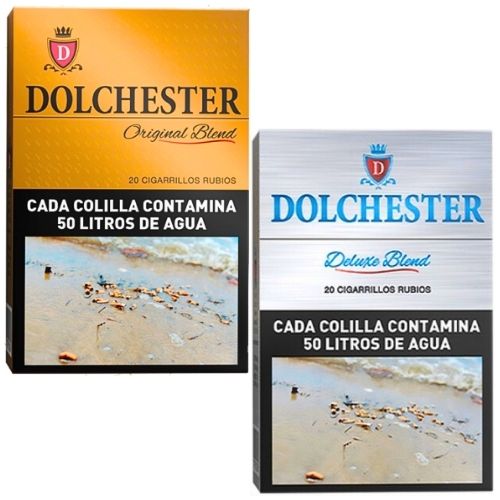 D
DOLCHESTER
Original Blend
20 CIGARRILLOS RUBIOS
CADA COLILLA CONTAMINA
50 LITROS DE AGUA
D
DOLCHESTER
Deluxe Blend
20 CIGARRILLOS RUBIOS
CADA COLILLA CONTAMINA
50 LITROS DE AGUA